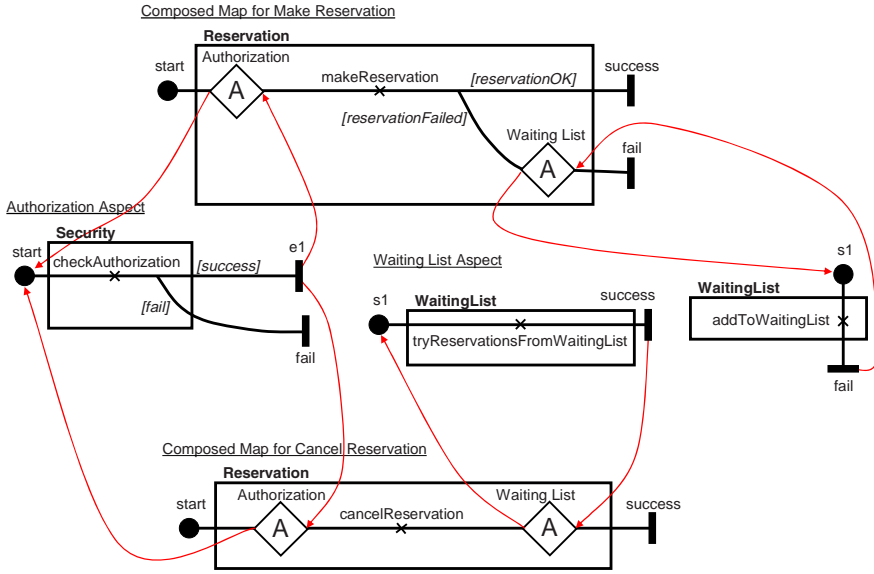 Composed Map for Make Reservation
Reservation
Authorization
start
makeReservation
[reservationOK]
success
[reservationFailed]
Waiting List
A
fail
A
Authorization Aspect
Security
start
checkAuthorization
[success]
e1
[fail]
fail
Waiting List Aspect
s1
WaitingList
success
tryReservationsFromWaitingList
s1
WaitingList
addToWaitingList
fail
Composed Map for Cancel Reservation
Reservation
Authorization
Waiting List
start
cancelReservation
success
A
A